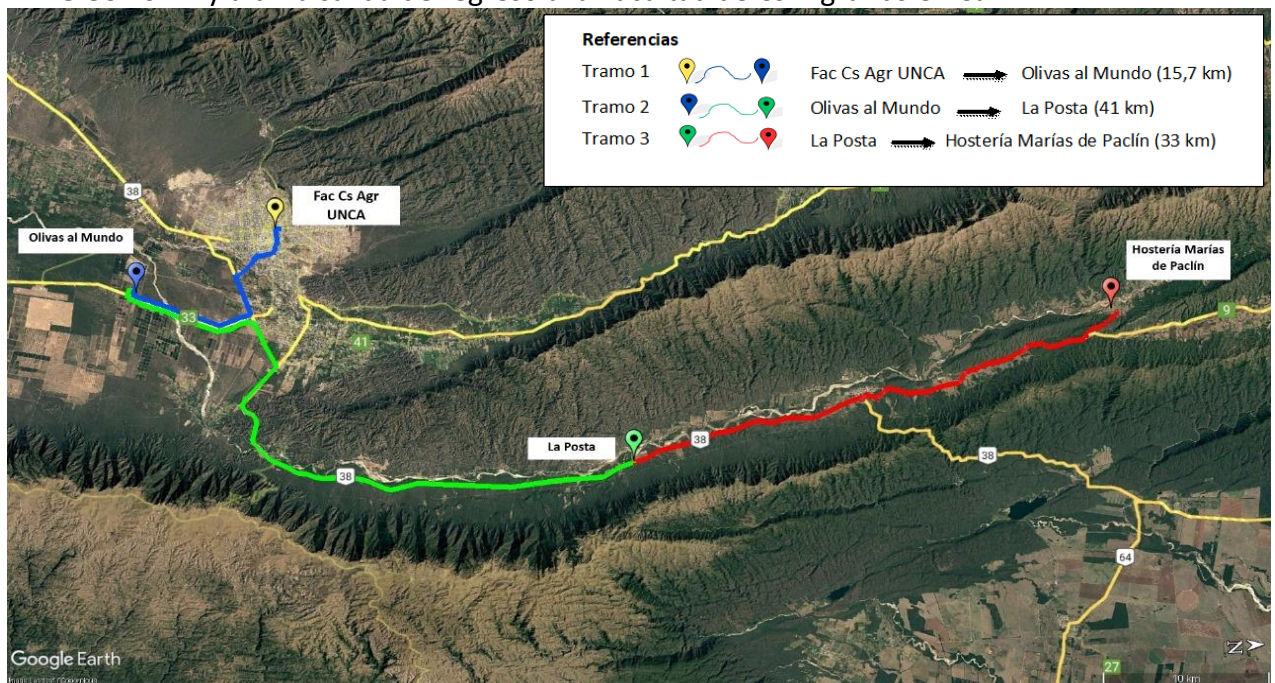 Referencias
Tramo 1 Fac Cs Agr UNCA Olivas al Mundo (15,7 km)
Tramo 2 Olivas al Mundo La Posta (41 km)
Tramo 3 La Posta Hostería Marías de Paclín (33 km)
38
Fac Cs Agr
UNCA
Olivas al Mundo
Hostería Marías
de Paclín
33
41
9
La Posta
38
38
38
64
Google Earth
N
27
10 km